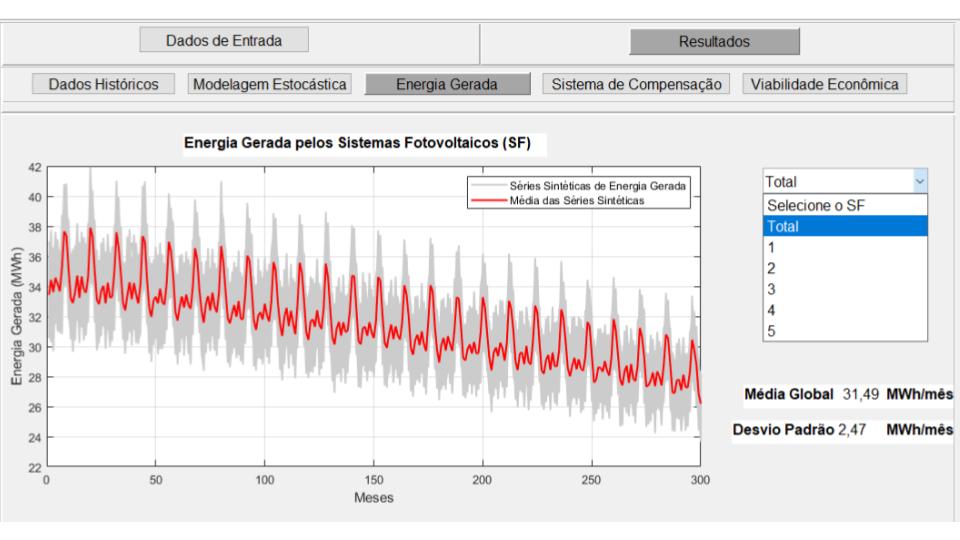 Dados de Entrada
Resultados
Dados Históricos
Modelagem Estocástica
Energia Gerada
Sistema de Compensação
Viabilidade Econômica
Energia Gerada pelos Sistemas Fotovoltaicos (SF)
Séries Sintéticas de Energia Gerada
Média das Séries Sintéticas
Energia Gerada (MWh)
42
40
38
36
34
32
30
28
26
24
22
0
50
100
150
200
250
300
Meses
Total
Selecione o SF
Total
1
2
3
4
5
Média Global 31,49 MWh/mês
Desvio Padrão 2,47 MWh/mês